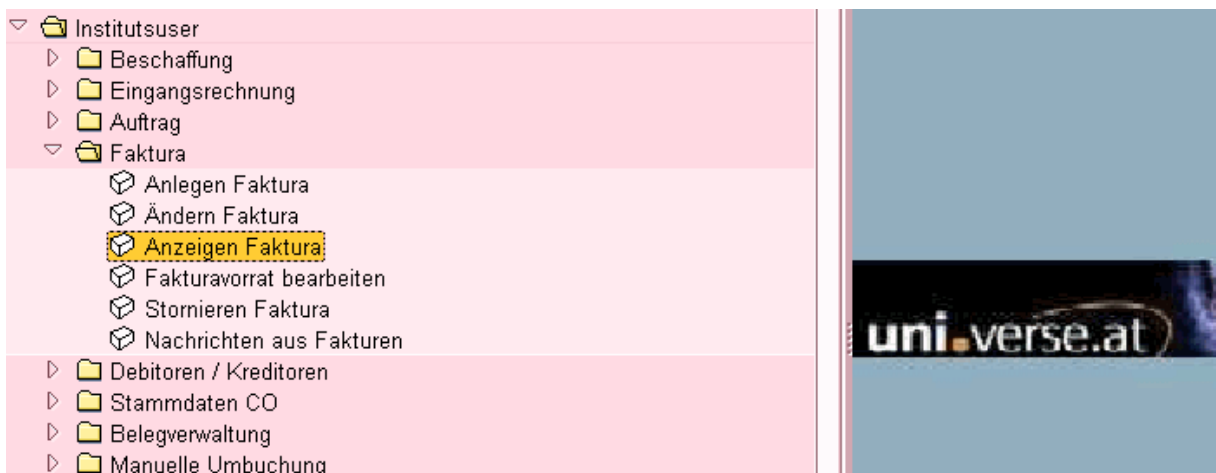 Institutsuser
Beschaffung
Eingangsrechnung
Auftrag
Faktura
Anlegen Faktura
Ändern Faktura
Anzeigen Faktura
Fakturavorrat bearbeiten
Stornieren Faktura
Nachrichten aus Fakturen
Debitoren / Kreditoren
Stammdaten CO
Belegverwaltung
Manuelle Umbuchung
uni.verse.at